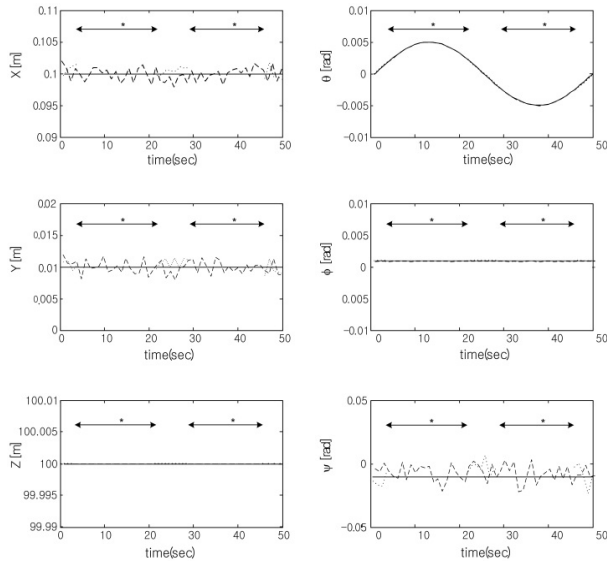 X [m]
0.105
0.101
0.1
0.095
0.09
* *
0 10 20 30 40 50
time(sec)
θ [rad]
0.01
0.005
0
-0.005
-0.01
* *
0 10 20 30 40 50
time(sec)
Y [m]
0.02
0.015
0.010
0.005
0
* *
0 10 20 30 40 50
time(sec)
ϕ [rad]
0.01
0.005
0
0.005
-0.01
* *
0 10 20 30 40 50
time(sec)
Z [m]
100.01
100.005
100
99.995
99.99
* *
0 10 20 30 40 50
time(sec)
ψ [rad]
0.05
0
-0.05
* *
0 10 20 30 40 50
time(sec)